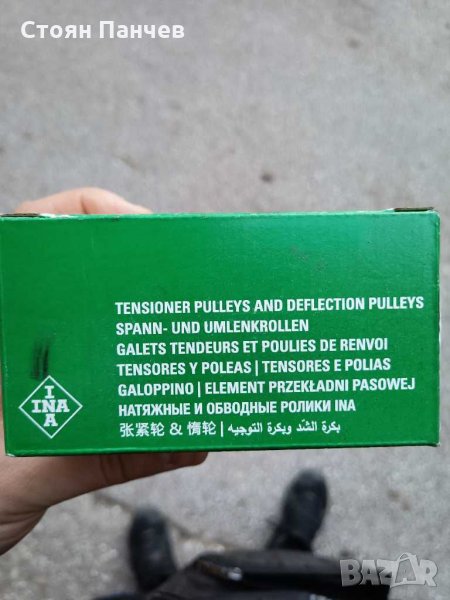 Стоян Панчев
TENSIONER PULLEYS AND DEFLECTION PULLEYS
SPANN- UND UMLENKROLLEN
GALETS TENDEURS ET POULIES DE RENVOI
TENSORES Y POLEAS | TENSORES E POLIAS
GALOPPINO | ELEMENT PRZEKŁADNI PASOWEJ
НАТЯЖНЫЕ И ОБВОДНЫЕ РОЛИКИ INA
张紧轮 & 惰轮 | بكرة الشد وبكرة التوجيه
I
INA
A
BAZAR